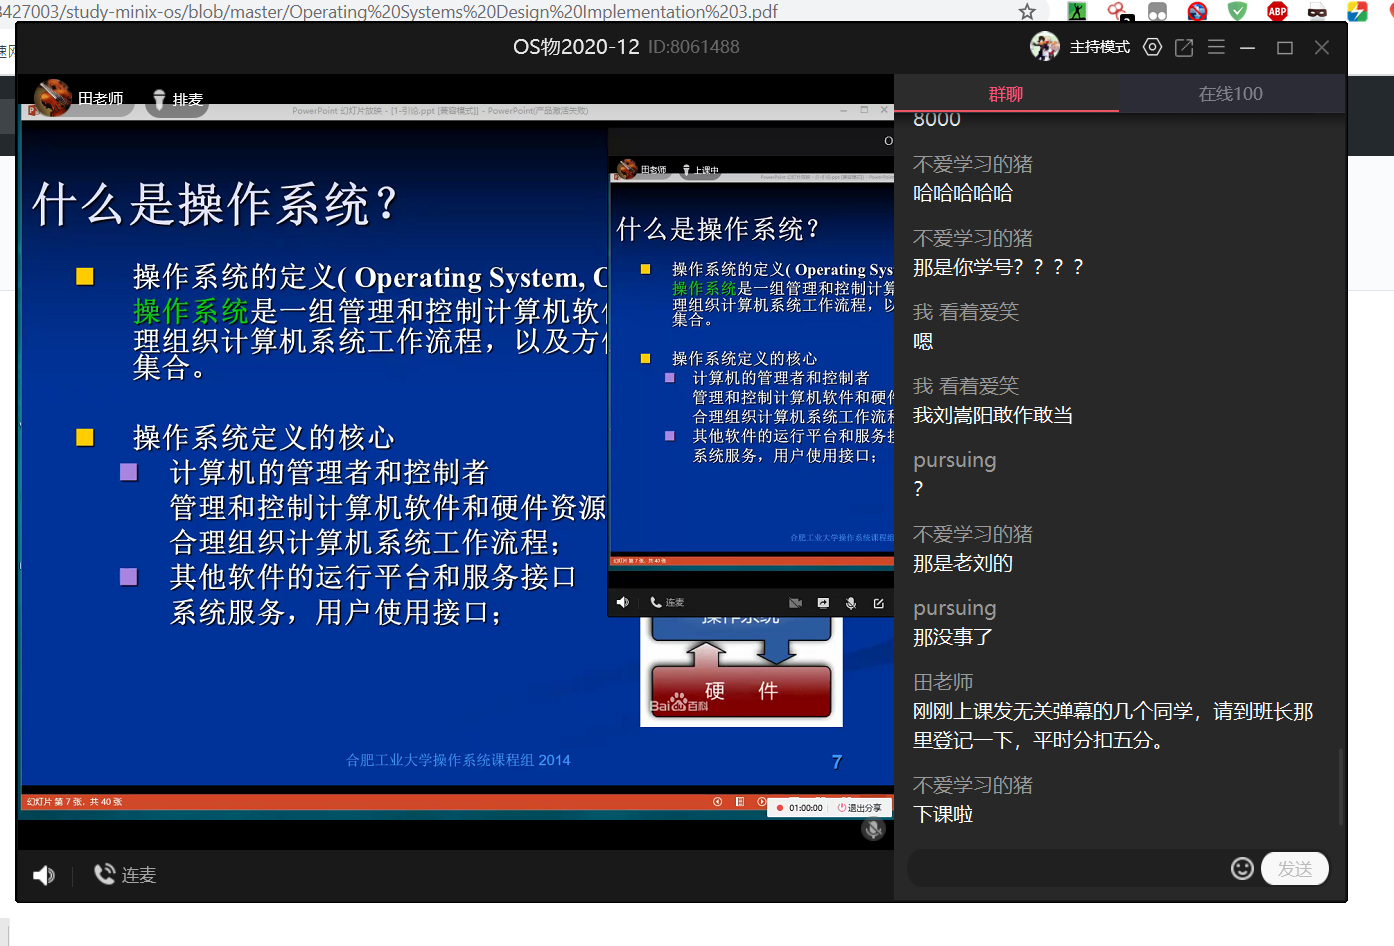 3427003/study-minix-os/blob/master/Operating%20Systems%20Design%20Implementation%203.pdf
ABP
OS物2020-12 ID:8061488
主持模式
田老师
排麦
PowerPoint 幻灯片放映 - [1-引论.ppt [兼容模式]] - PowerPoint(产品激活失败)
什么是操作系统？
操作系统的定义( Operating System, O
操作系统是一组管理和控制计算机软件
理组织计算机系统工作流程，以及方便
集合。
操作系统定义的核心
计算机的管理者和控制者
管理和控制计算机软件和硬件资源
合理组织计算机系统工作流程；
其他软件的运行平台和服务接口
系统服务，用户使用接口；
合肥工业大学操作系统课程组 2014
7
幻灯片 第 7 张，共 40 张
01:00:00
退出分享
连麦
O
田老师
上课中
什么是操作系统？
操作系统的定义( Operating Sys
操作系统是一组管理和控制计算
理组织计算机系统工作流程，以
集合。
操作系统定义的核心
计算机的管理者和控制者
管理和控制计算机软件和硬件
合理组织计算机系统工作流程
其他软件的运行平台和服务接
系统服务，用户使用接口；
合肥工业大学操作系统课程组
幻灯片 第 7 张，共 40 张
连麦
操作系统
硬 件
Bai百科
群聊
在线100
8000
不爱学习的猪
哈哈哈哈哈
不爱学习的猪
那是你学号？？？？
我 看着爱笑
嗯
我 看着爱笑
我刘嵩阳敢作敢当
pursuing
?
不爱学习的猪
那是老刘的
pursuing
那没事了
田老师
刚刚上课发无关弹幕的几个同学，请到班长那
里登记一下，平时分扣五分。
不爱学习的猪
下课啦
发送